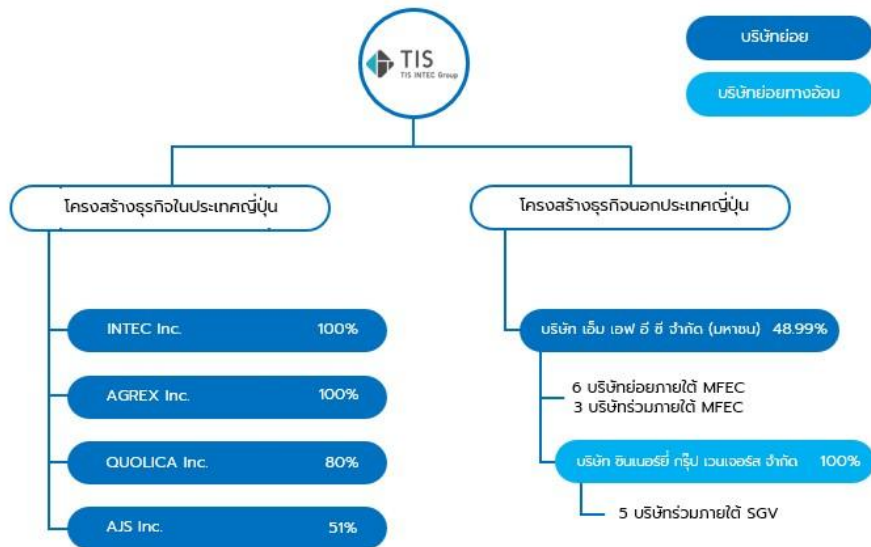 TIS
TIS INTEC Group
บริษัทย่อย
บริษัทย่อยทางอ้อม
โครงสร้างธุรกิจในประเทศญี่ปุ่น
โครงสร้างธุรกิจนอกประเทศญี่ปุ่น
INTEC Inc. 100%
AGREX Inc. 100%
QUOLICA Inc. 80%
AJS Inc. 51%
บริษัท เอ็ม เอฟ อี ซี จำกัด (มหาชน) 48.99%
6 บริษัทย่อยภายใต้ MFEC
3 บริษัทร่วมภายใต้ MFEC
บริษัท ซินเนอร์ยี่ กรุ๊ป เวนเจอร์ส จำกัด 100%
5 บริษัทร่วมภายใต้ SGV